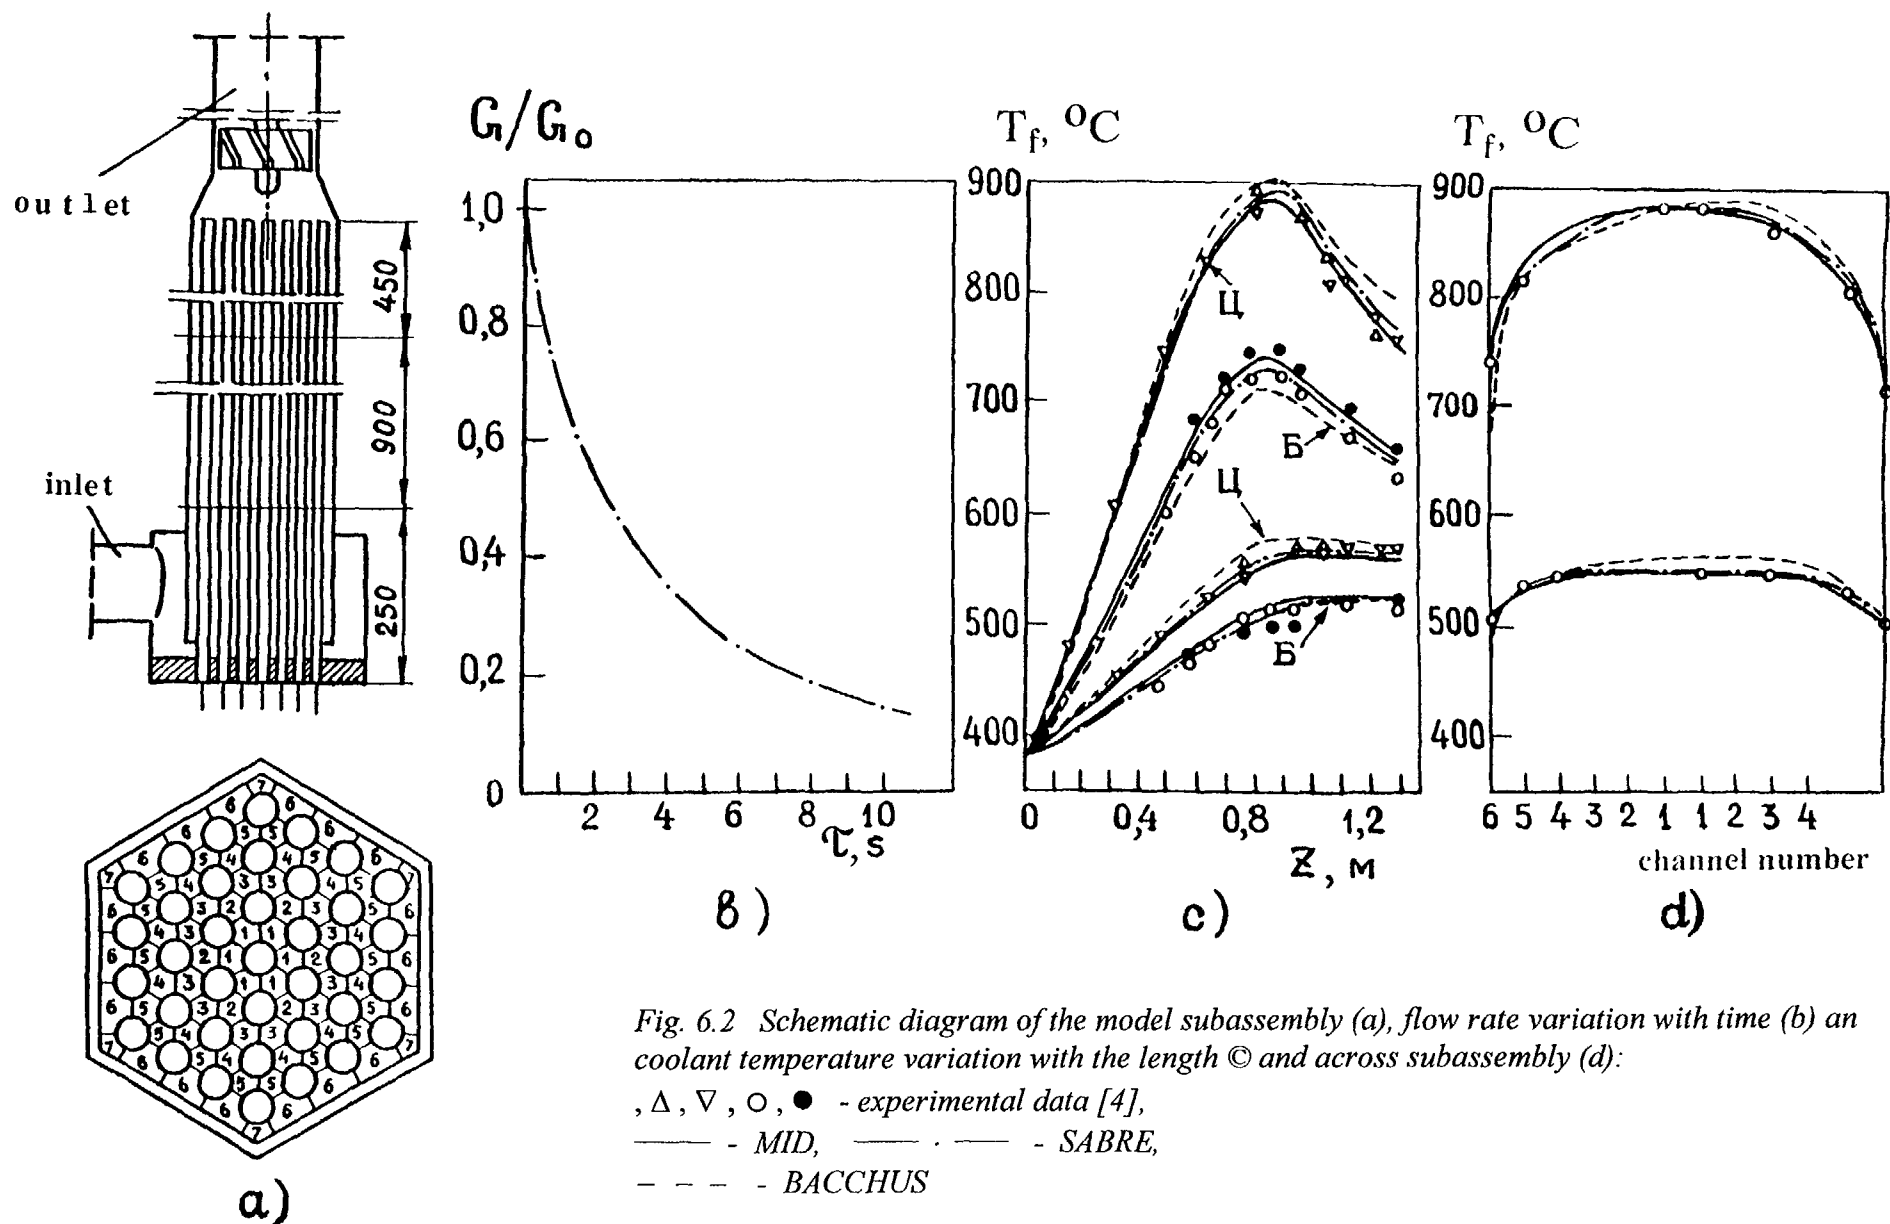 outlet
inlet
450
900
250
a)
G/G₀
1,0
0,8
0,6
0,4
0,2
0
2 4 6 8 10
τ, s
в)
T_f, °C
900
800
700
600
500
400
Ц
Б
Ц
Б
0 0,4 0,8 1,2
z, м
c)
T_f, °C
900
800
700
600
500
400
6 5 4 3 2 1 1 2 3 4
channel number
d)
Fig. 6.2 Schematic diagram of the model subassembly (a), flow rate variation with time (b) an
coolant temperature variation with the length © and across subassembly (d):
, Δ , ∇ , ○ , ● - experimental data [4],
——— - MID, —— · —— - SABRE,
– – – - BACCHUS